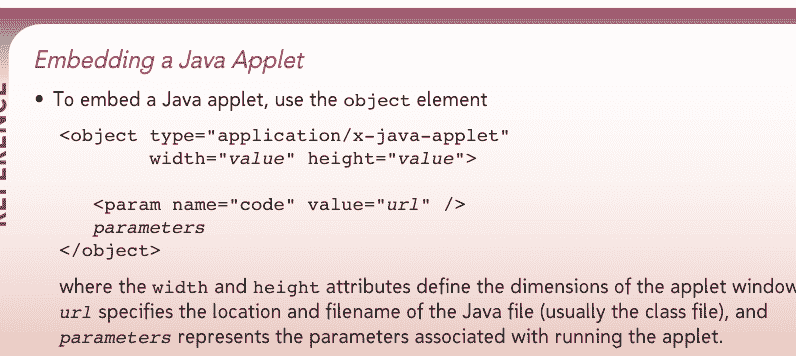 REFERENCE
Embedding a Java Applet
• To embed a Java applet, use the object element
<object type="application/x-java-applet"
width="value" height="value">
<param name="code" value="url" />
parameters
</object>
where the width and height attributes define the dimensions of the applet window
url specifies the location and filename of the Java file (usually the class file), and
parameters represents the parameters associated with running the applet.